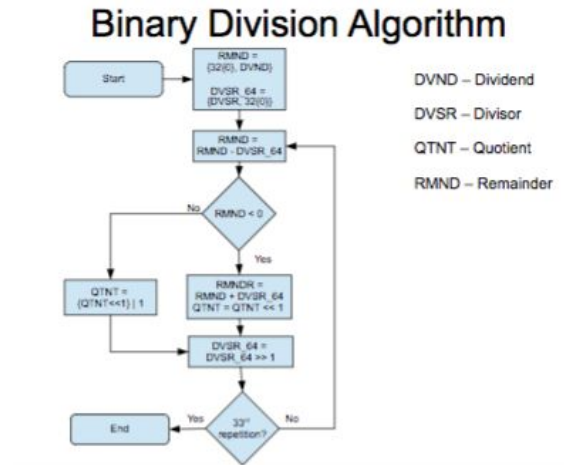 Binary Division Algorithm
Start
RMND =
{32{0}, DVND}
DVSR_64 =
{DVSR, 32{0}}
DVND – Dividend
DVSR – Divisor
QTNT – Quotient
RMND – Remainder
RMND =
RMND - DVSR_64
RMND < 0
No
Yes
QTNT =
{QTNT<<1} | 1
RMNDR =
RMND + DVSR_64
QTNT = QTNT << 1
DVSR_64 =
DVSR_64 >> 1
33rd
repetition?
Yes
No
End